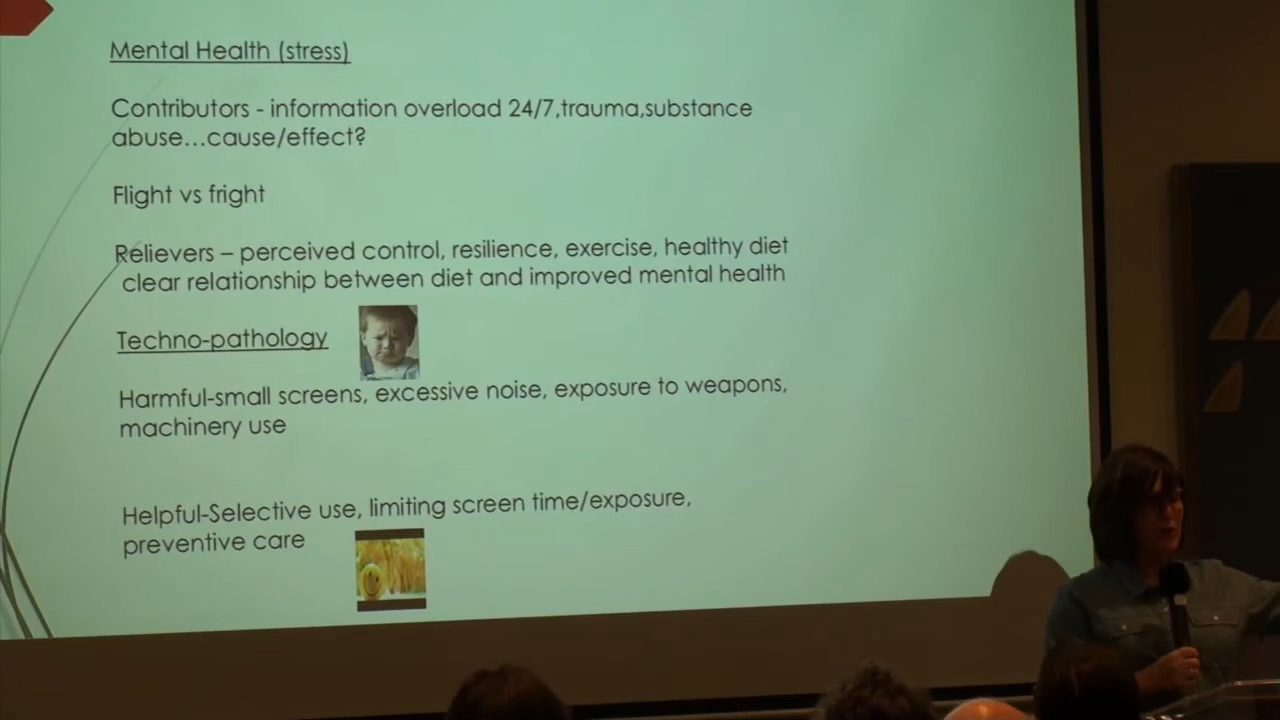 Mental Health (stress)
Contributors - information overload 24/7,trauma,substance
abuse...cause/effect?
Flight vs fright
Relievers – perceived control, resilience, exercise, healthy diet
clear relationship between diet and improved mental health
Techno-pathology
Harmful-small screens, excessive noise, exposure to weapons,
machinery use
Helpful-Selective use, limiting screen time/exposure,
preventive care